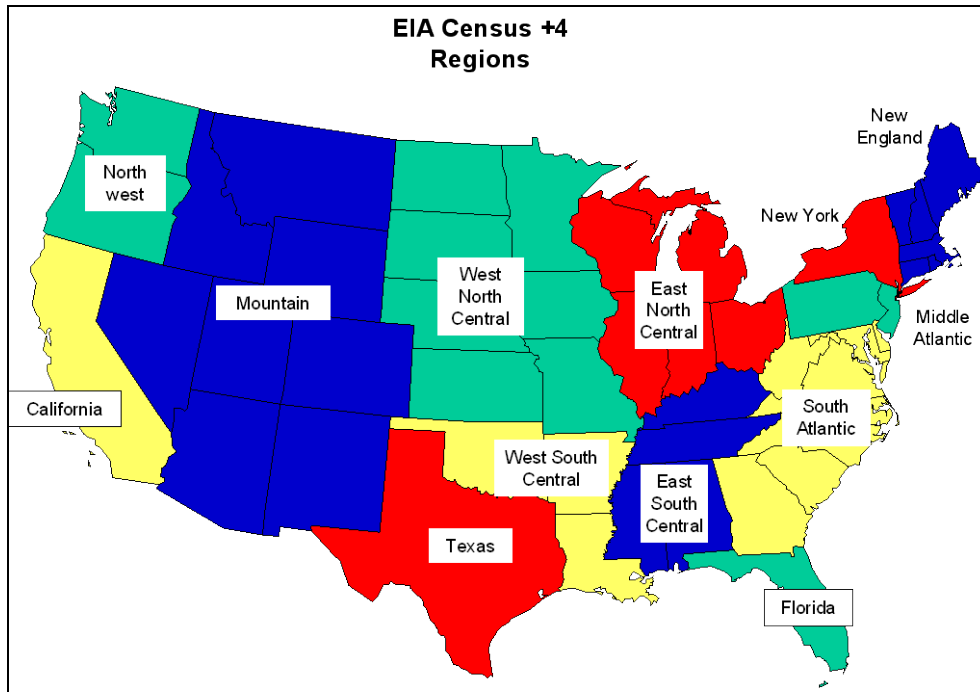 EIA Census +4
Regions
New
England
North
west
New York
West
North
Central
East
North
Central
Mountain
Middle
Atlantic
California
South
Atlantic
West South
Central
East
South
Central
Texas
Florida